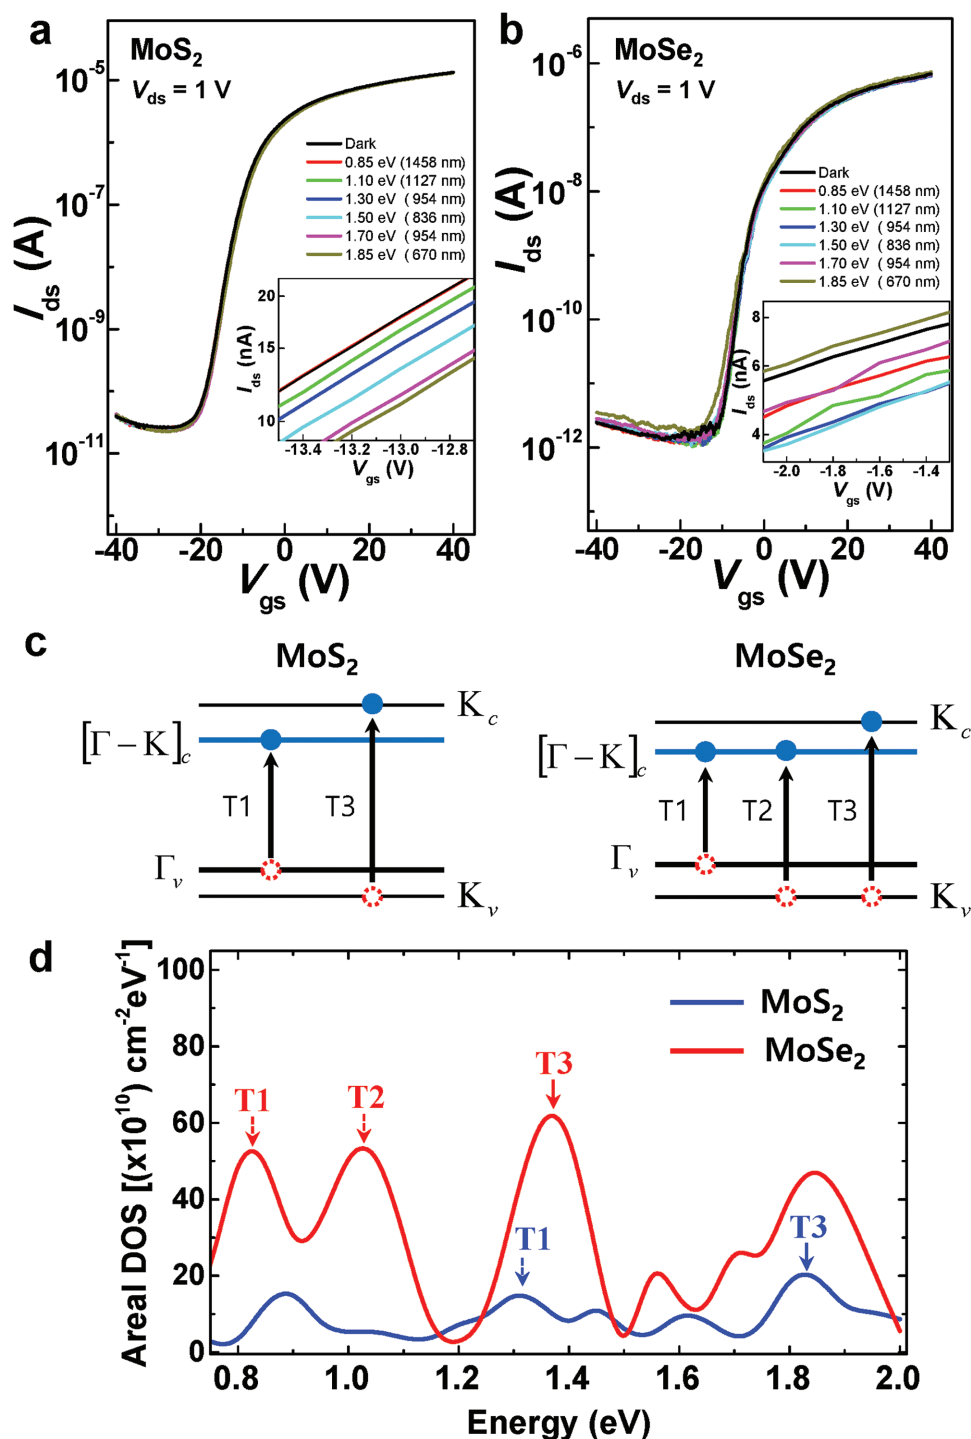 a
MoS2
Vds = 1 V
Dark
0.85 eV (1458 nm)
1.10 eV (1127 nm)
1.30 eV ( 954 nm)
1.50 eV ( 836 nm)
1.70 eV ( 954 nm)
1.85 eV ( 670 nm)
10-5
10-7
10-9
10-11
Ids (A)
-40 -20 0 20 40
Vgs (V)
20
15
10
Ids (nA)
-13.4 -13.2 -13.0 -12.8
Vgs (V)
b
MoSe2
Vds = 1 V
Dark
0.85 eV (1458 nm)
1.10 eV (1127 nm)
1.30 eV ( 954 nm)
1.50 eV ( 836 nm)
1.70 eV ( 954 nm)
1.85 eV ( 670 nm)
10-6
10-8
10-10
10-12
Ids (A)
-40 -20 0 20 40
Vgs (V)
8
6
4
Ids (nA)
-2.0 -1.8 -1.6 -1.4
Vgs (V)
c
MoS2
Kc
[Γ − K]c
T1 T3
Γv
Kv
MoSe2
Kc
[Γ − K]c
T1 T2 T3
Γv
Kv
d
100
80
60
40
20
0
Areal DOS [(x1010) cm-2eV-1]
MoS2
MoSe2
T1
T2
T3
T1
T3
0.8 1.0 1.2 1.4 1.6 1.8 2.0
Energy (eV)